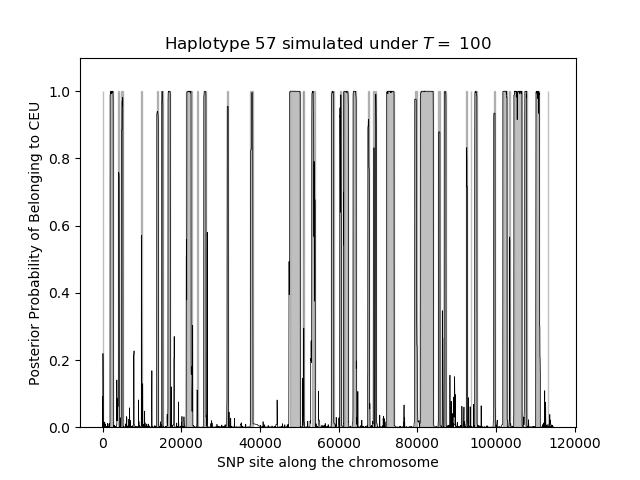 Haplotype 57 simulated under T = 100
Posterior Probability of Belonging to CEU
1.0
0.8
0.6
0.4
0.2
0.0
0 20000 40000 60000 80000 100000 120000
SNP site along the chromosome